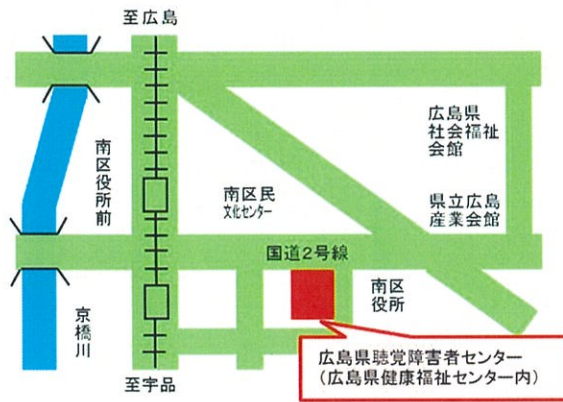 至広島
広島県
社会福祉
会館
南区役所前
南区民
文化センター
県立広島
産業会館
国道2号線
南区
役所
京橋川
広島県聴覚障害者センター
（広島県健康福祉センター内）
至宇品